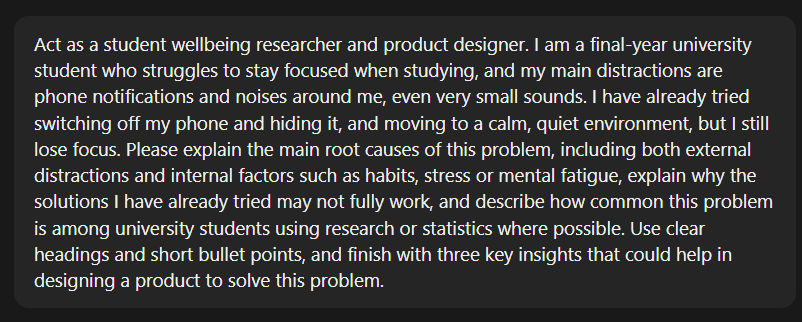 Act as a student wellbeing researcher and product designer. I am a final-year university
student who struggles to stay focused when studying, and my main distractions are
phone notifications and noises around me, even very small sounds. I have already tried
switching off my phone and hiding it, and moving to a calm, quiet environment, but I still
lose focus. Please explain the main root causes of this problem, including both external
distractions and internal factors such as habits, stress or mental fatigue, explain why the
solutions I have already tried may not fully work, and describe how common this problem
is among university students using research or statistics where possible. Use clear
headings and short bullet points, and finish with three key insights that could help in
designing a product to solve this problem.